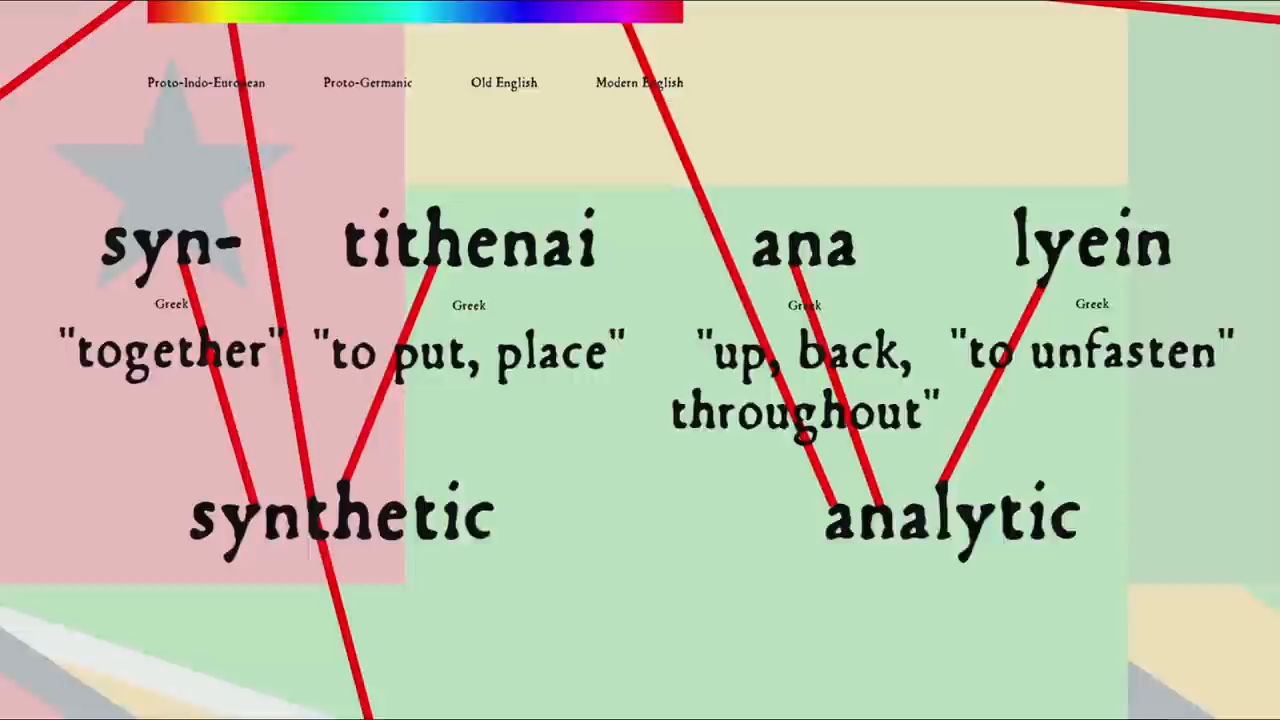 Proto-Indo-European Proto-Germanic Old English Modern English
syn- tithenai ana lyein
Greek Greek Greek Greek
"together" "to put, place" "up, back, "to unfasten"
throughout"
synthetic analytic